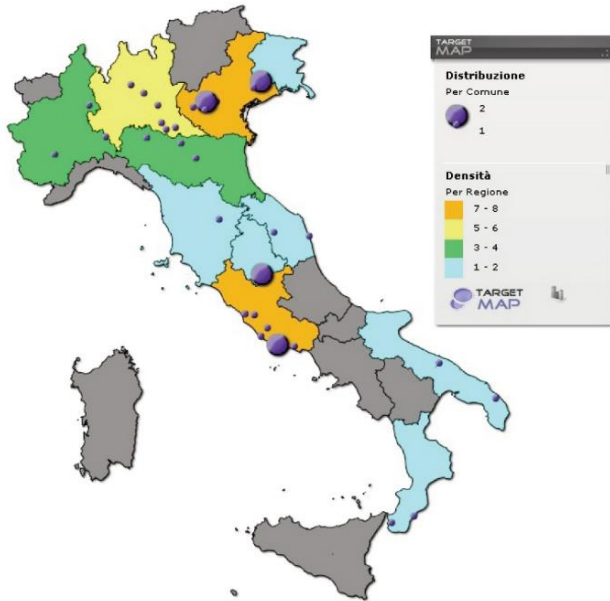 TARGET
MAP
Distribuzione
Per Comune
2
1
Densità
Per Regione
7 - 8
5 - 6
3 - 4
1 - 2
TARGET
MAP